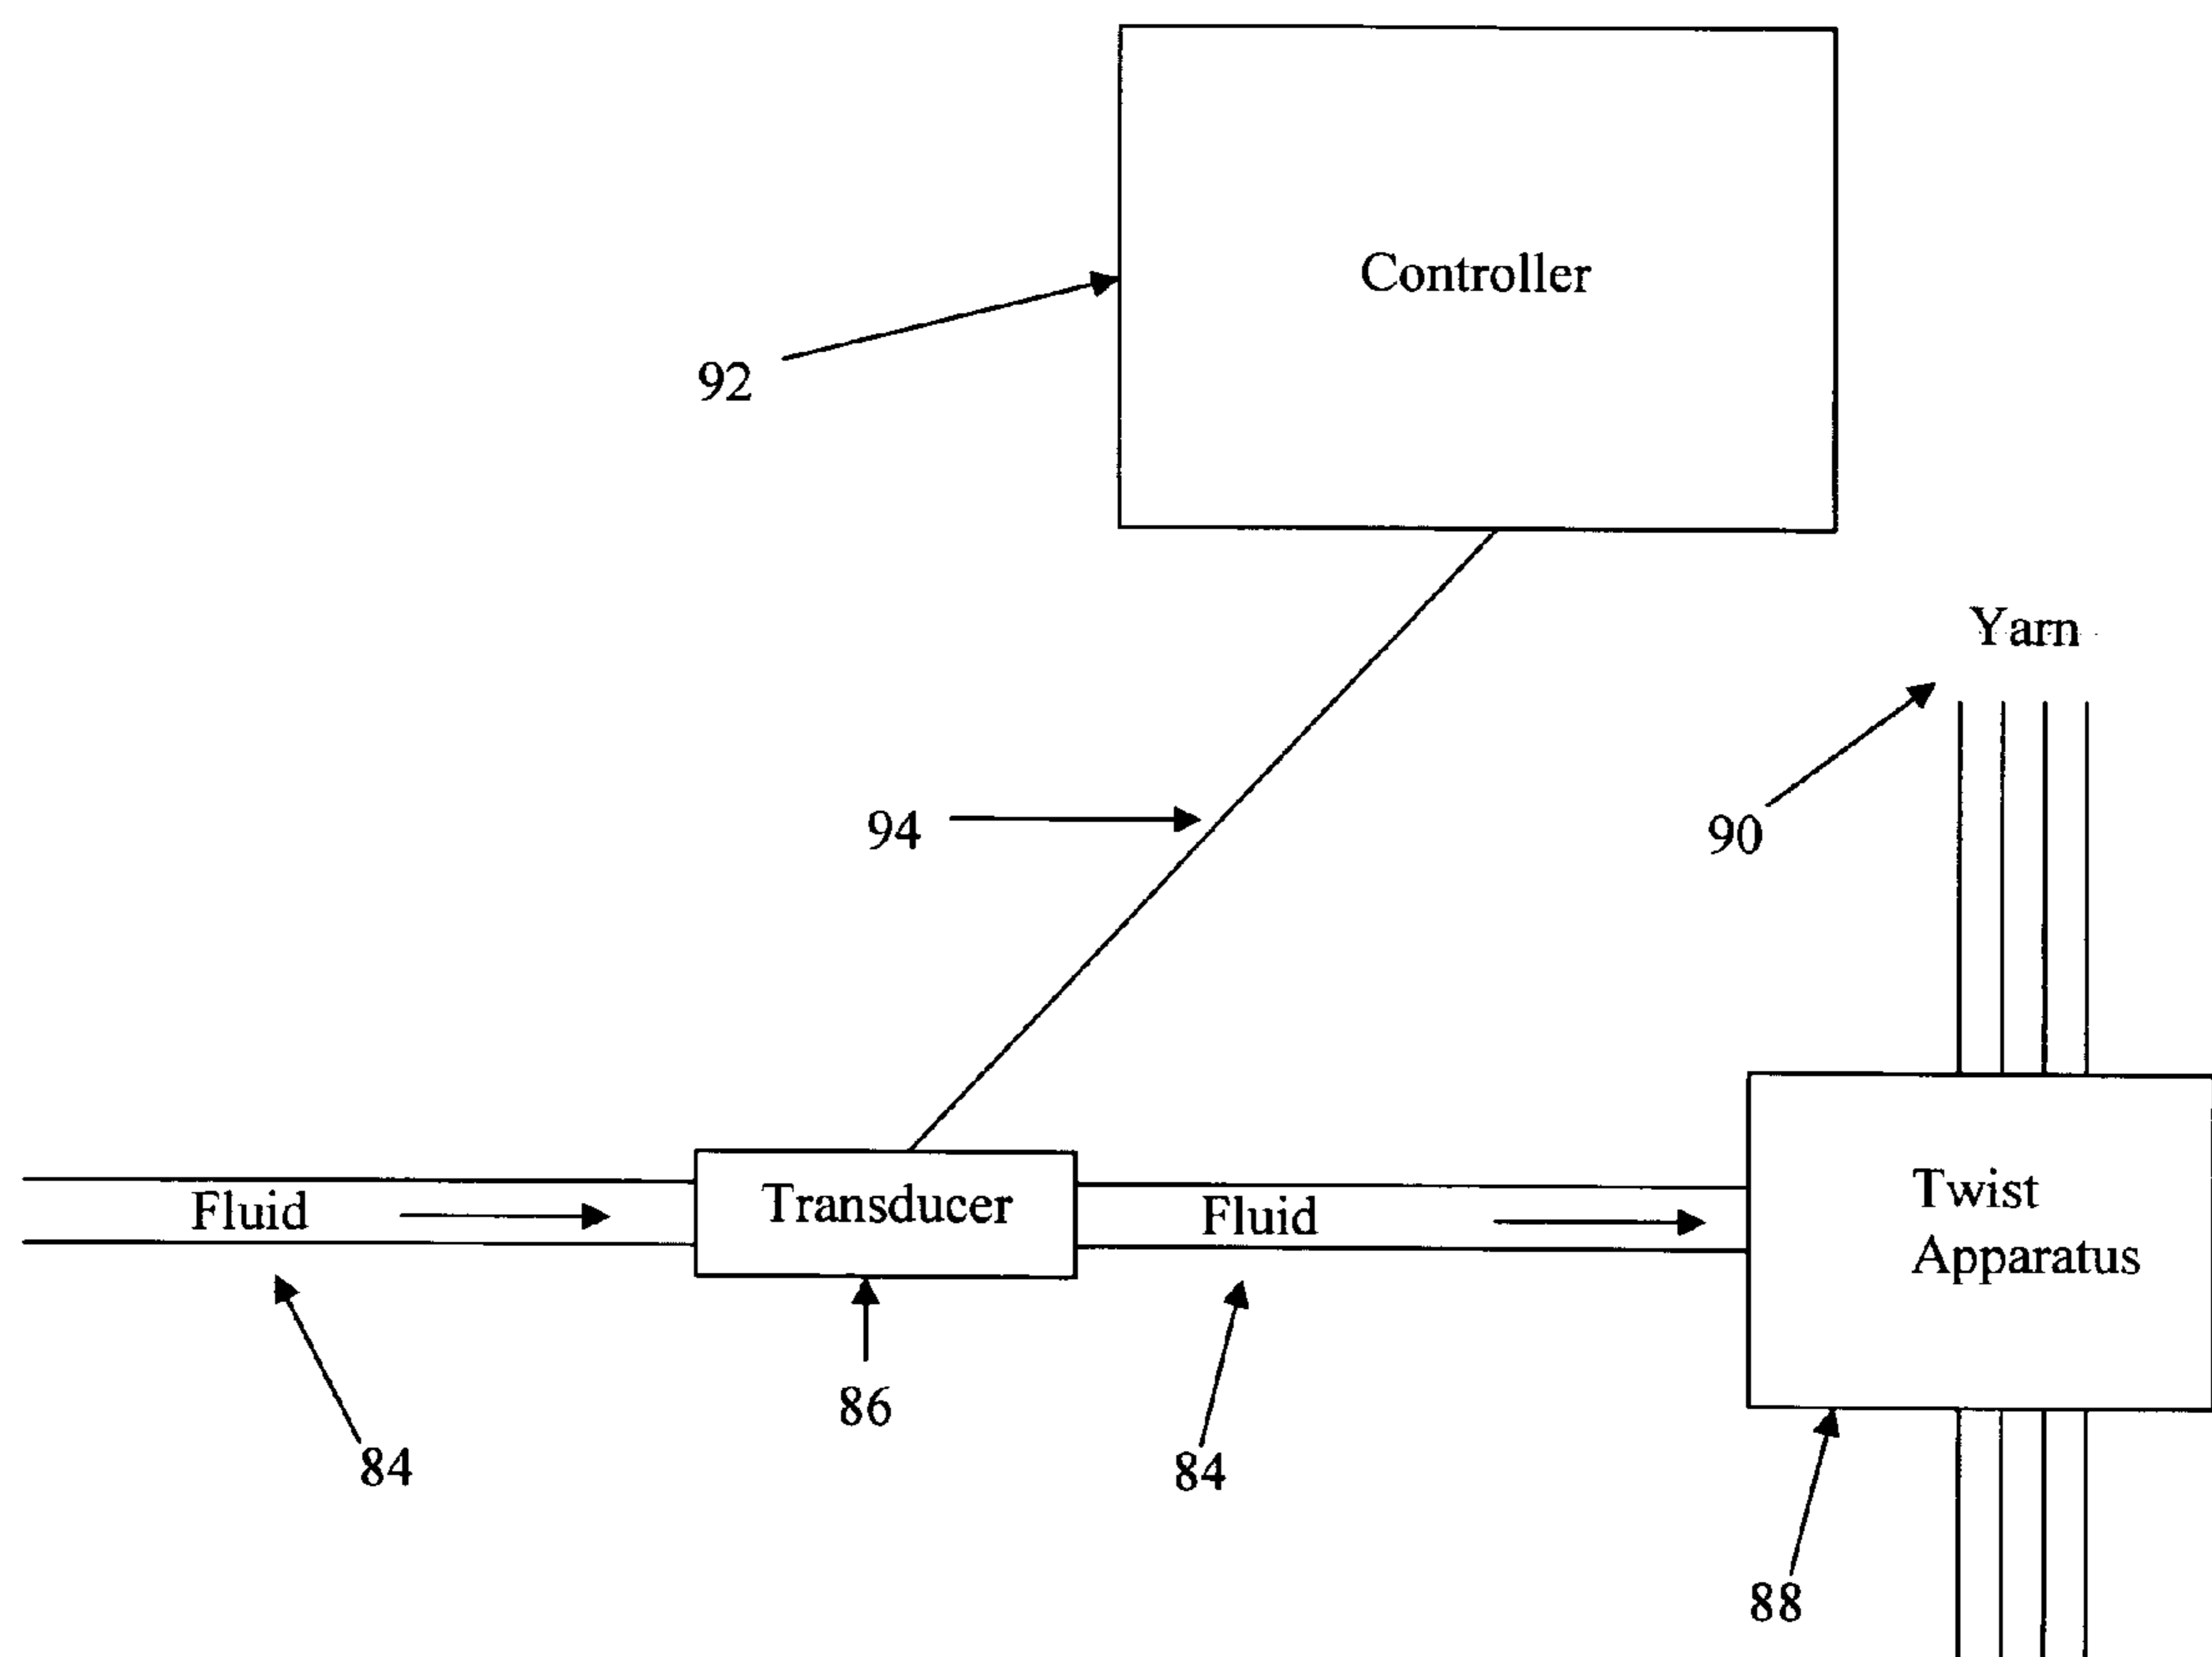 Controller
92
Yarn
94
90
Fluid
Transducer
Fluid
Twist
Apparatus
86
84
84
88